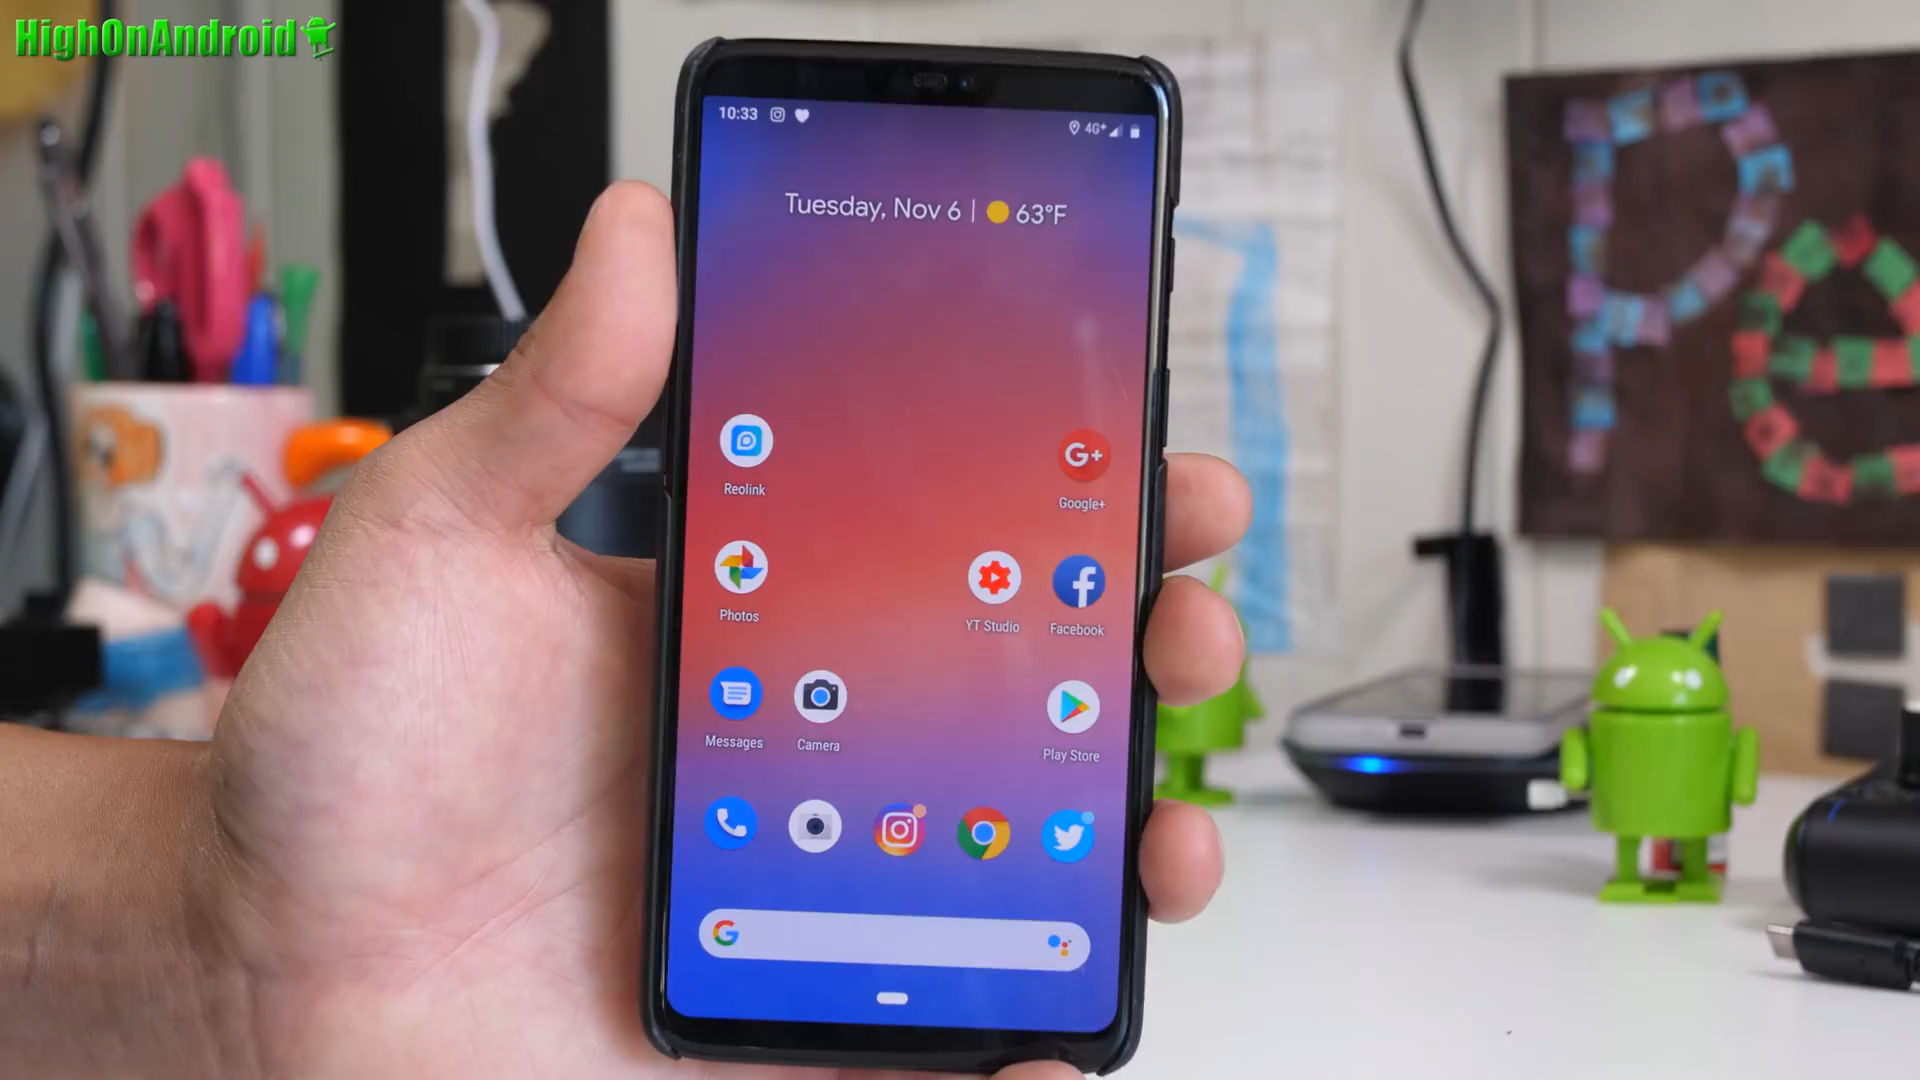 HighOnAndroid
10:33
4G+
Tuesday, Nov 6 | 63°F
Reolink
G+
Google+
Photos
YT Studio
Facebook
Messages
Camera
Play Store